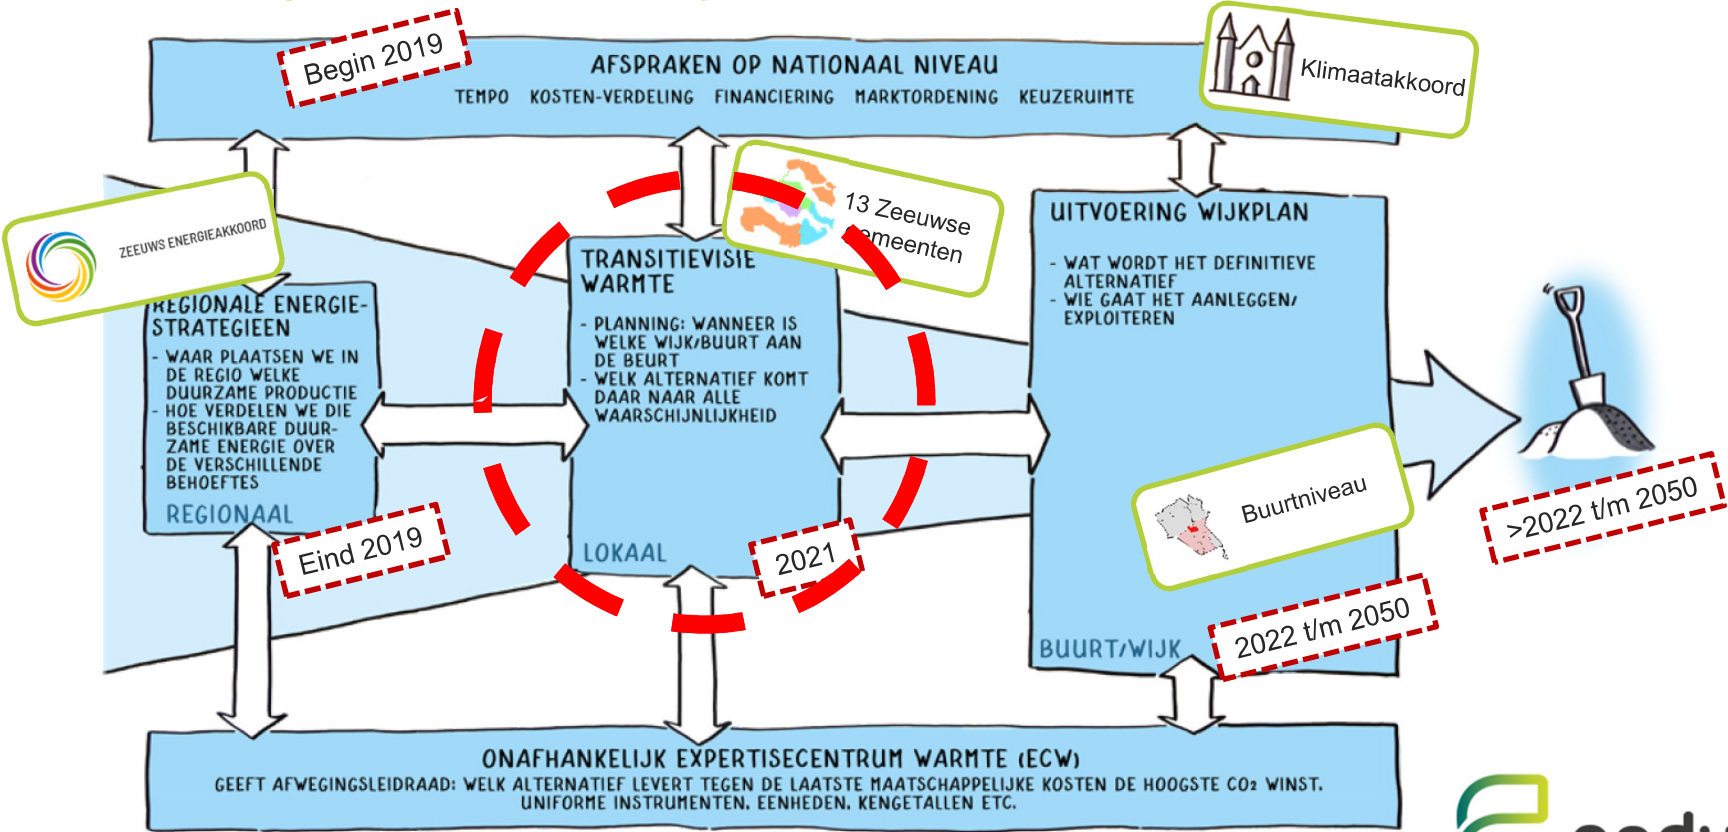 Begin 2019
AFSPRAKEN OP NATIONAAL NIVEAU
TEMPO KOSTEN-VERDELING FINANCIERING MARKTORDENING KEUZERUIMTE
Klimaatakkoord
ZEEUWS ENERGIEAKKOORD
13 Zeeuwse
gemeenten
REGIONALE ENERGIE-
STRATEGIEEN
- WAAR PLAATSEN WE IN
DE REGIO WELKE
DUURZAME PRODUCTIE
- HOE VERDELEN WE DIE
BESCHIKBARE DUUR-
ZAME ENERGIE OVER
DE VERSCHILLENDE
BEHOEFTES
REGIONAAL
Eind 2019
TRANSITIEVISIE
WARMTE
- PLANNING: WANNEER IS
WELKE WIJK/BUURT AAN
DE BEURT
- WELK ALTERNATIEF KOMT
DAAR NAAR ALLE
WAARSCHIJNLIJKHEID
LOKAAL
2021
UITVOERING WIJKPLAN
- WAT WORDT HET DEFINITIEVE
ALTERNATIEF
- WIE GAAT HET AANLEGGEN/
EXPLOITEREN
Buurtniveau
BUURT/WIJK
2022 t/m 2050
>2022 t/m 2050
ONAFHANKELIJK EXPERTISECENTRUM WARMTE (ECW)
GEEFT AFWEGINGSLEIDRAAD: WELK ALTERNATIEF LEVERT TEGEN DE LAATSTE MAATSCHAPPELIJKE KOSTEN DE HOOGSTE CO2 WINST.
UNIFORME INSTRUMENTEN, EENHEDEN, KENGETALLEN ETC.